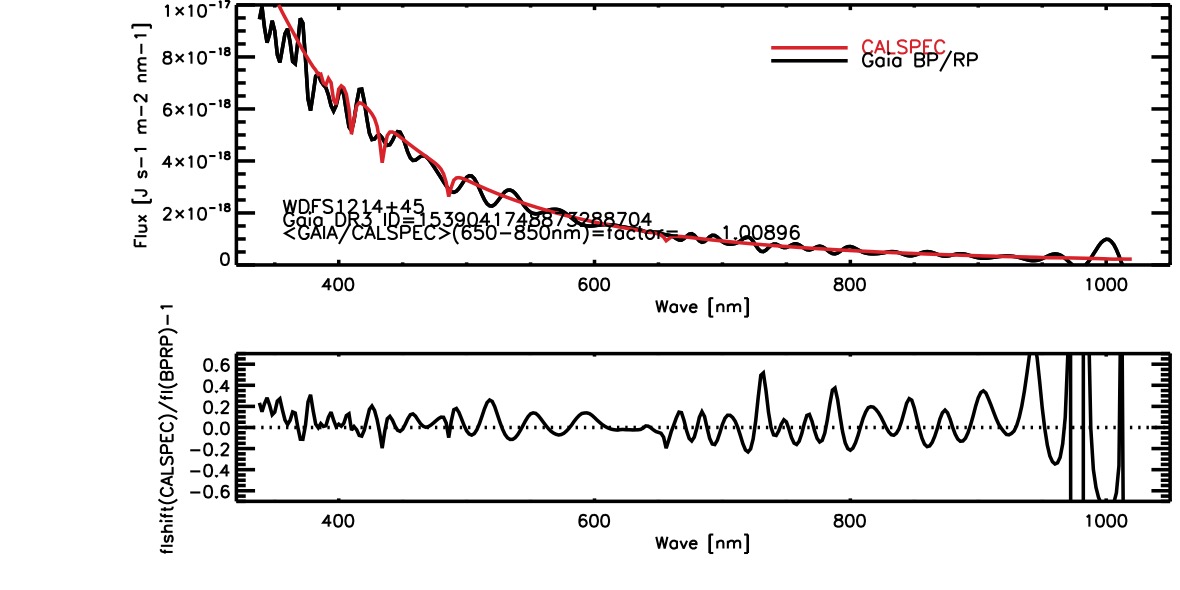 1×10⁻¹⁷
8×10⁻¹⁸
6×10⁻¹⁸
4×10⁻¹⁸
2×10⁻¹⁸
0
Flux [J s−1 m−2 nm−1]
CALSPEC
Gaia BP/RP
WDFS1214+45
Gaia DR3 ID=1539041748873288704
<GAIA/CALSPEC>(650−850nm)=factor= 1.00896
400 600 800 1000
Wave [nm]
flshift(CALSPEC)/fl(BPRP)−1
0.6
0.4
0.2
0.0
−0.2
−0.4
−0.6
400 600 800 1000
Wave [nm]